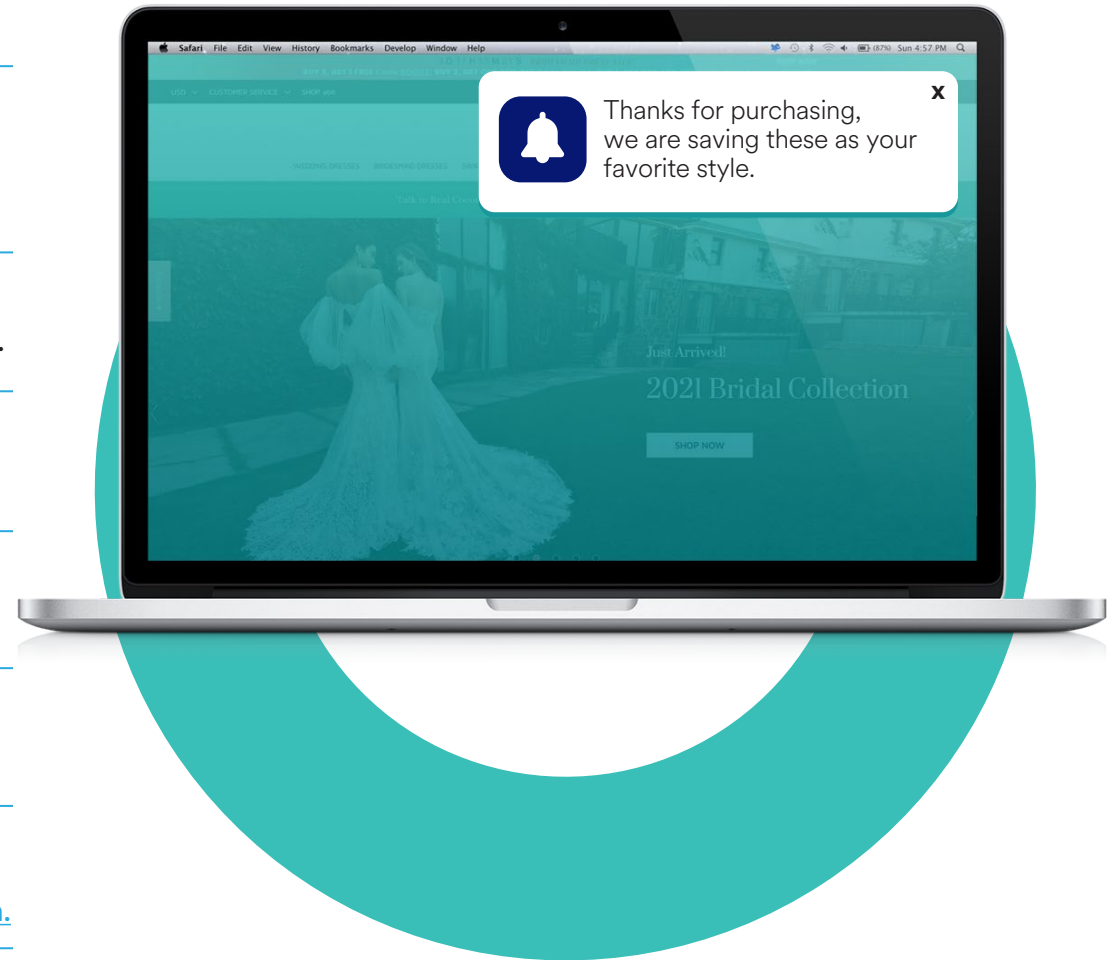 Safari File Edit View History Bookmarks Develop Window Help
(87%) Sun 4:57 PM
USD CUSTOMER SERVICE SHOP
x
Thanks for purchasing,
we are saving these as your
favorite style.
WEDDING DRESSES BRIDESMAID DRESSES
Just Arrived!
2021 Bridal Collection
SHOP NOW